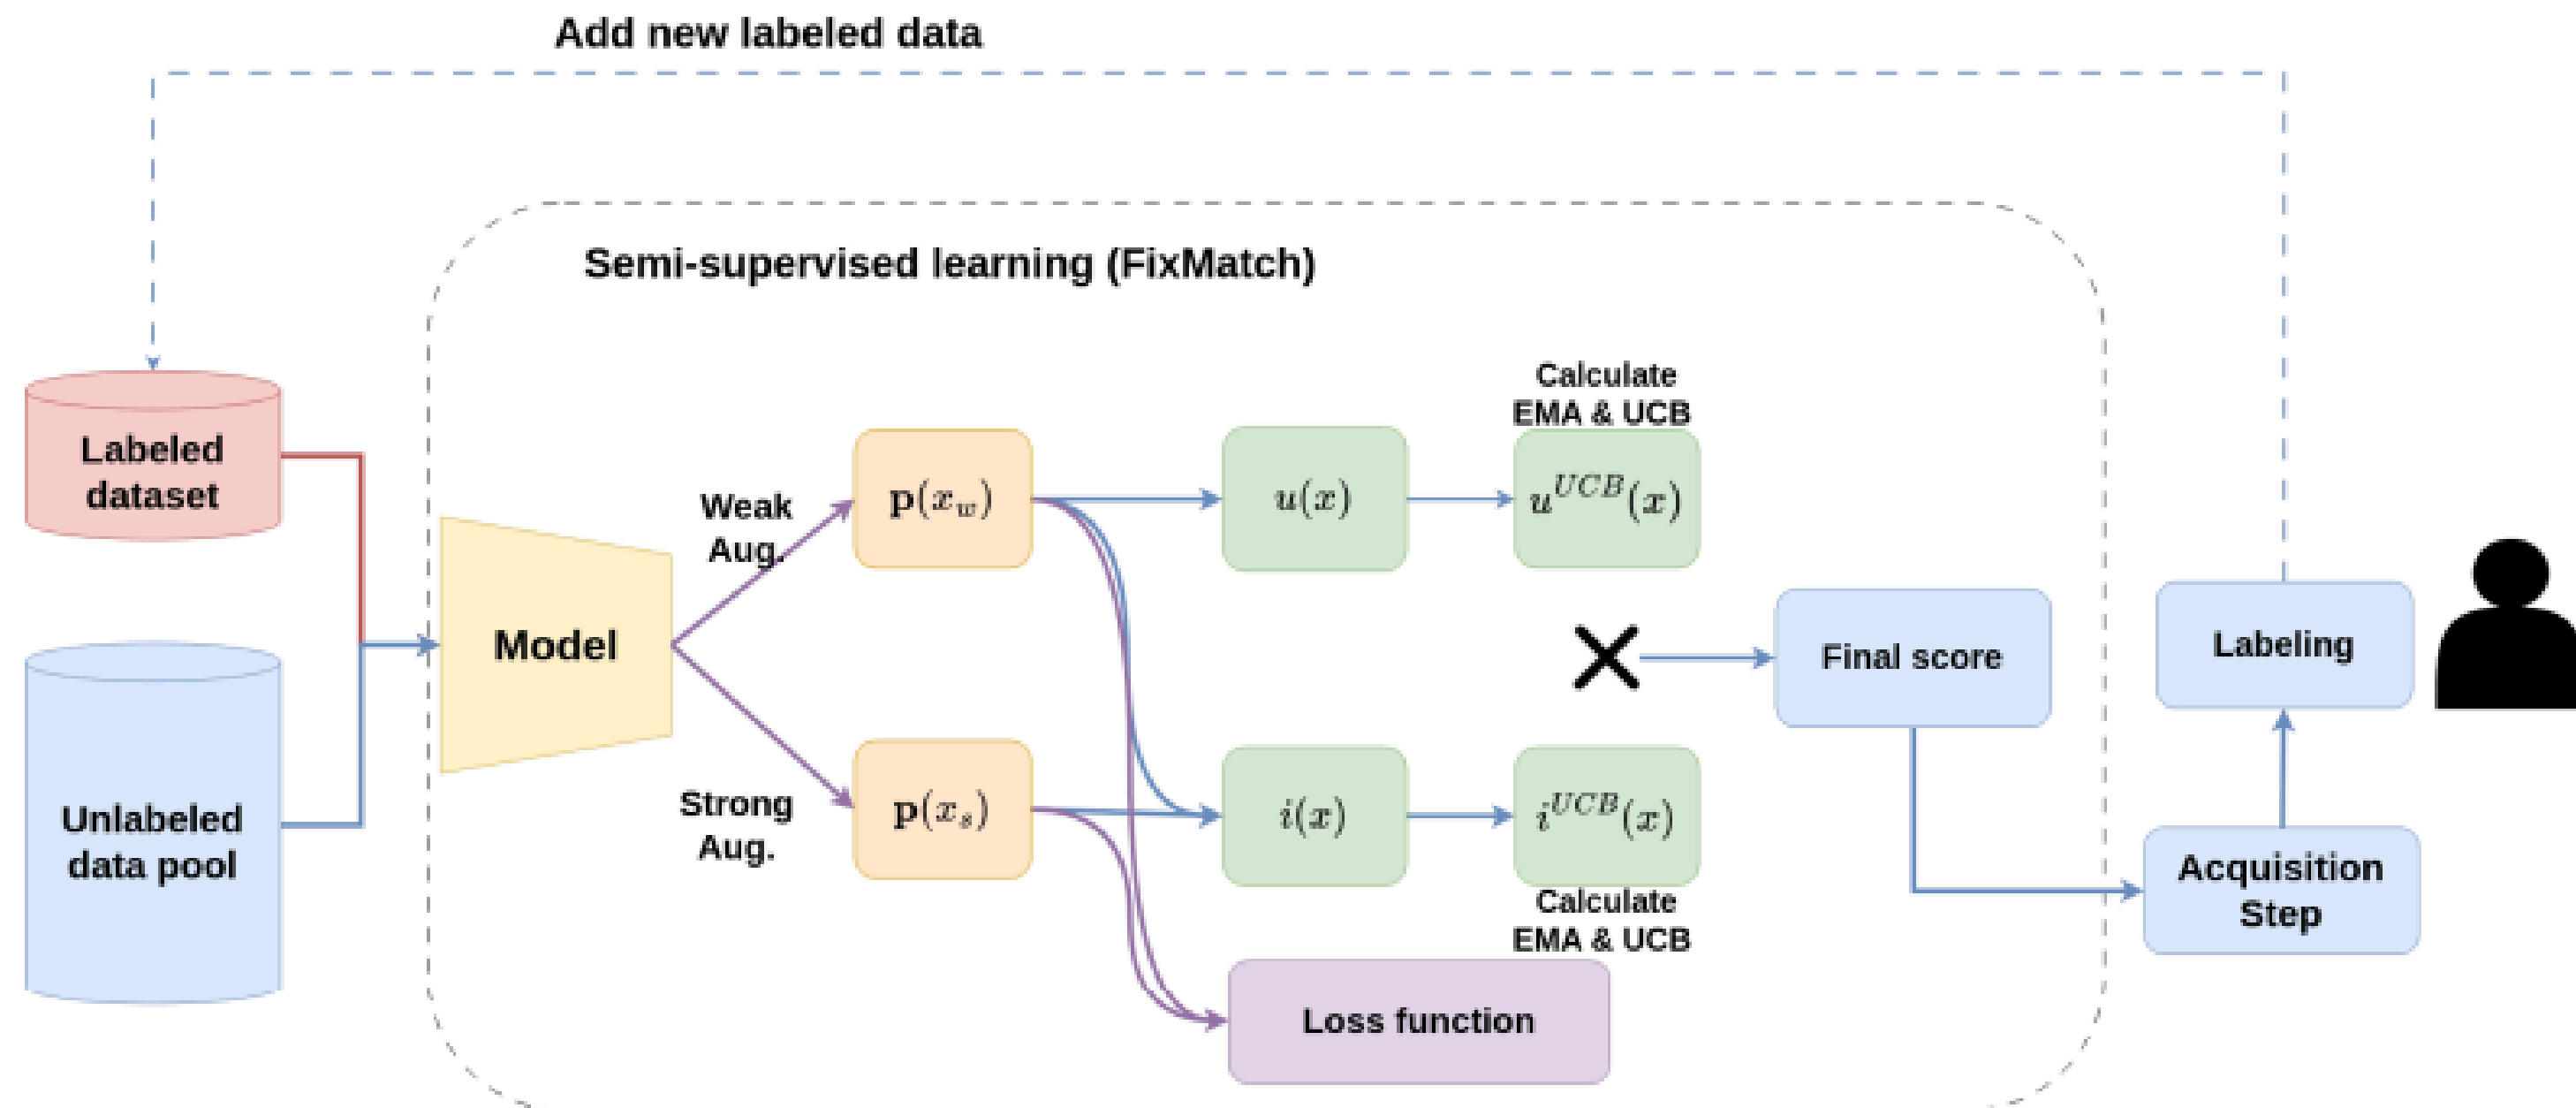 Add new labeled data
Semi-supervised learning (FixMatch)
Calculate
EMA & UCB
Labeled
dataset
Weak
Aug.
p(x_w)
u(x)
u^{UCB}(x)
Model
Final score
Labeling
Strong
Aug.
p(x_s)
i(x)
i^{UCB}(x)
Unlabeled
data pool
Acquisition
Step
Calculate
EMA & UCB
Loss function